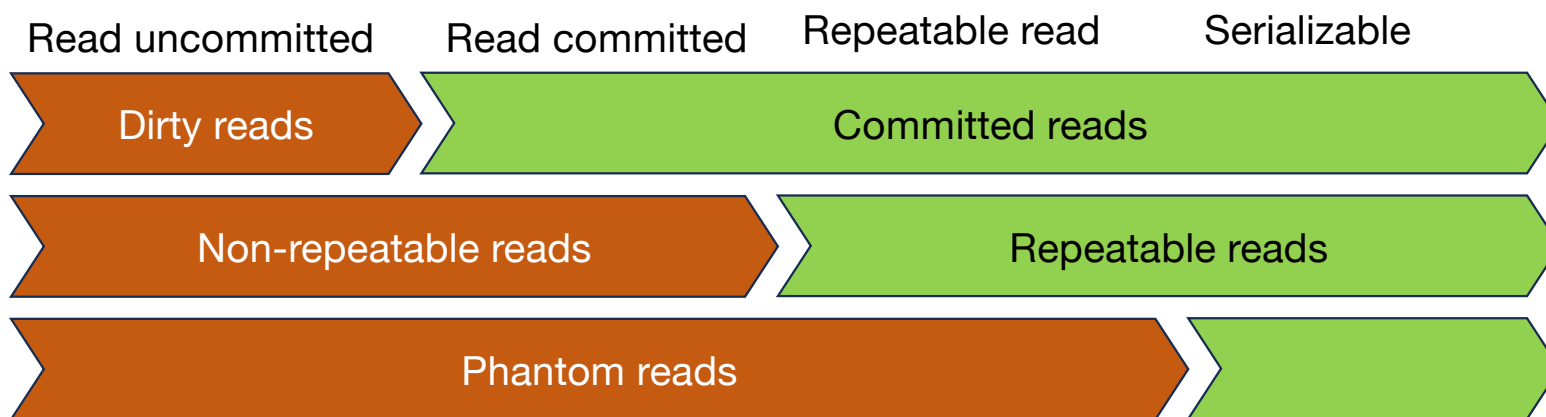 Read uncommitted Read committed Repeatable read Serializable
Dirty reads Committed reads
Non-repeatable reads Repeatable reads
Phantom reads